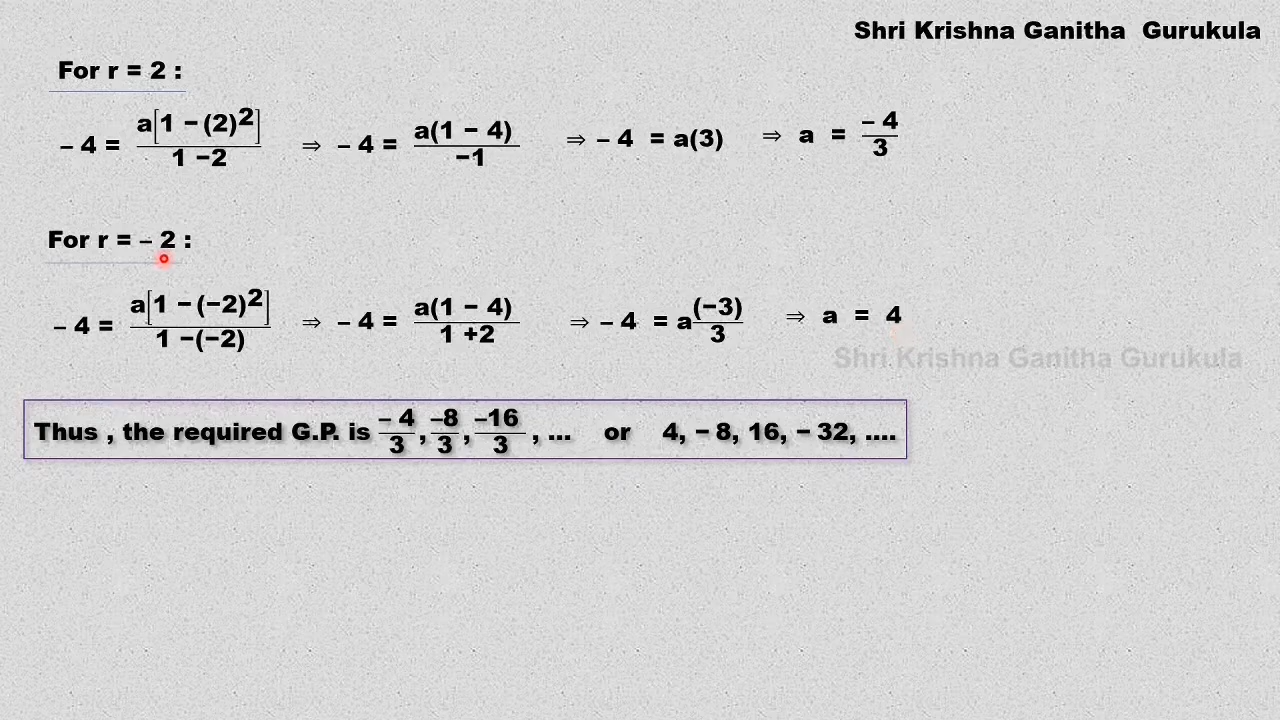 Shri Krishna Ganitha Gurukula
For r = 2 :
– 4 = a[1 − (2)²] / 1 −2 ⇒ – 4 = a(1 − 4) / −1 ⇒ – 4 = a(3) ⇒ a = – 4 / 3
For r = – 2 :
– 4 = a[1 − (−2)²] / 1 −(−2) ⇒ – 4 = a(1 − 4) / 1 +2 ⇒ – 4 = a (−3) / 3 ⇒ a = 4
Shri Krishna Ganitha Gurukula
Thus , the required G.P. is – 4 / 3 , –8 / 3 , –16 / 3 , ... or 4, − 8, 16, − 32, ....